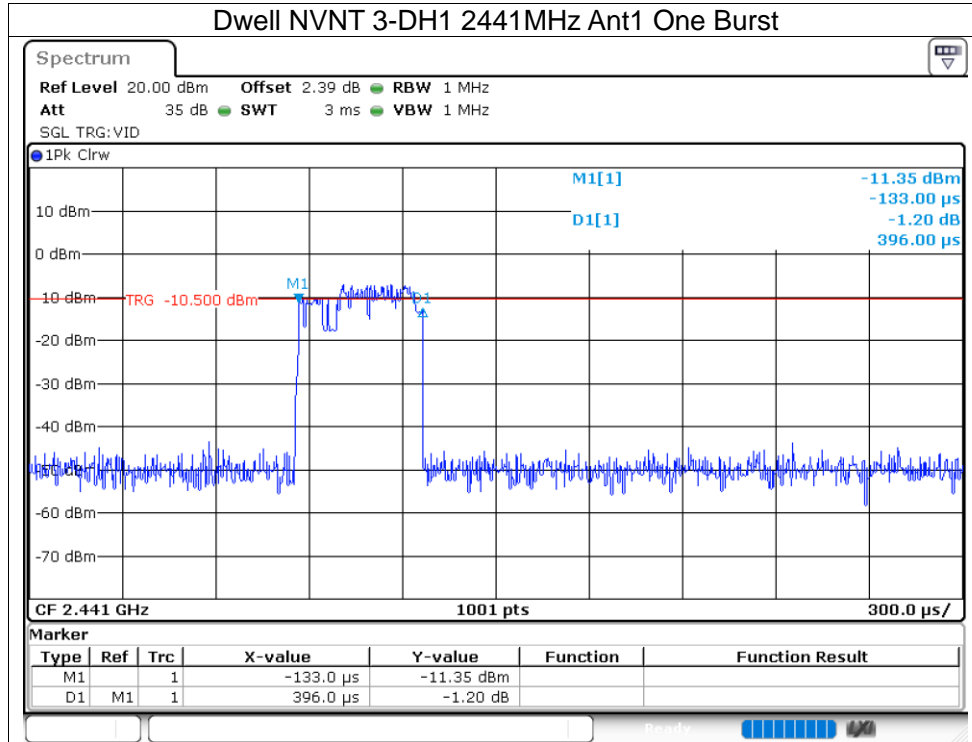 Dwell NVNT 3-DH1 2441MHz Ant1 One Burst
Spectrum
Ref Level 20.00 dBm Offset 2.39 dB RBW 1 MHz
Att 35 dB SWT 3 ms VBW 1 MHz
SGL TRG:VID
1Pk Clrw
M1[1] -11.35 dBm
-133.00 µs
10 dBm
D1[1] -1.20 dB
396.00 µs
0 dBm
M1
-10 dBm TRG -10.500 dBm D1
-20 dBm
-30 dBm
-40 dBm
-50 dBm
-60 dBm
-70 dBm
CF 2.441 GHz 1001 pts 300.0 µs/
Marker
Type Ref Trc X-value Y-value Function Function Result
M1 1 -133.0 µs -11.35 dBm
D1 M1 1 396.0 µs -1.20 dB
Ready